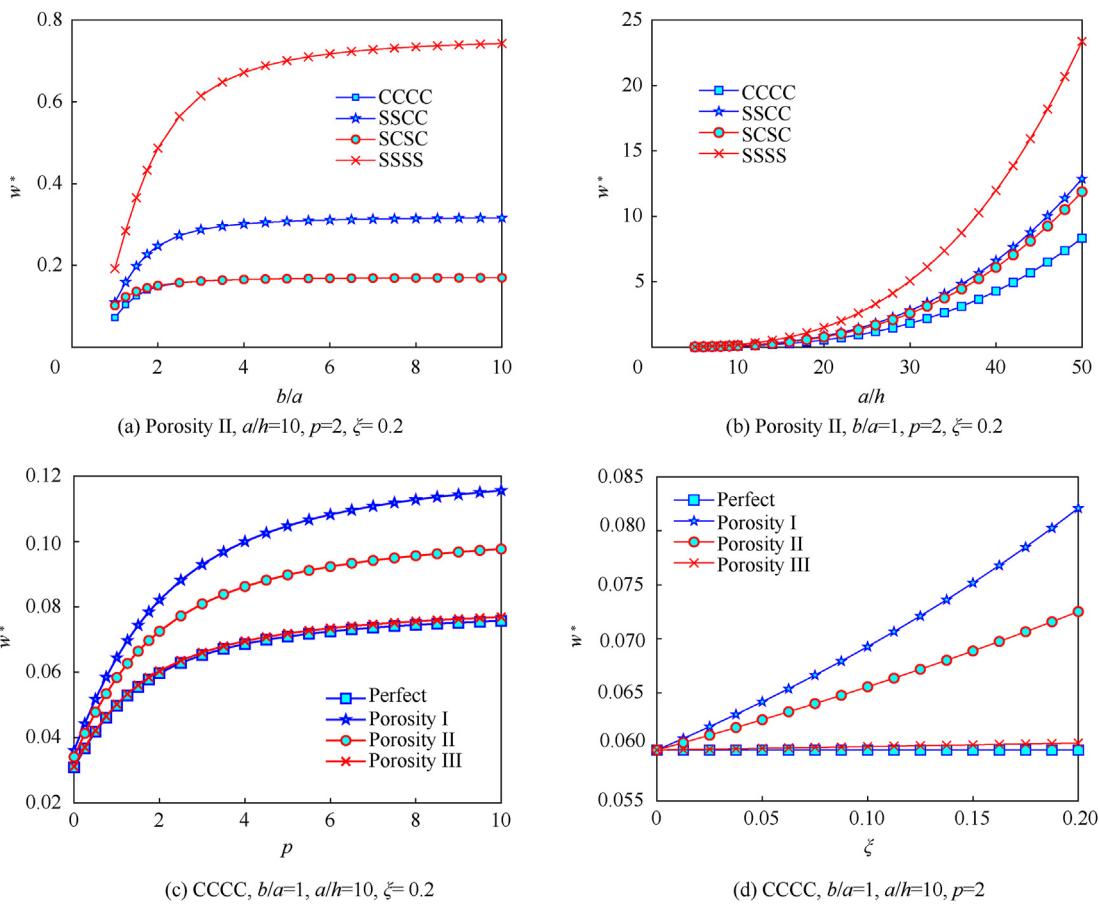 0.8
0.6
0.4
0.2
0
2
4
6
8
10
w*
b/a
CCCC
SSCC
SCSC
SSSS
(a) Porosity II, a/h=10, p=2, ξ= 0.2
25
20
15
10
5
0
10
20
30
40
50
w*
a/h
CCCC
SSCC
SCSC
SSSS
(b) Porosity II, b/a=1, p=2, ξ= 0.2
0.12
0.10
0.08
0.06
0.04
0.02
0
2
4
6
8
10
w*
p
Perfect
Porosity I
Porosity II
Porosity III
(c) CCCC, b/a=1, a/h=10, ξ= 0.2
0.085
0.080
0.075
0.070
0.065
0.060
0.055
0
0.05
0.10
0.15
0.20
w*
ξ
Perfect
Porosity I
Porosity II
Porosity III
(d) CCCC, b/a=1, a/h=10, p=2